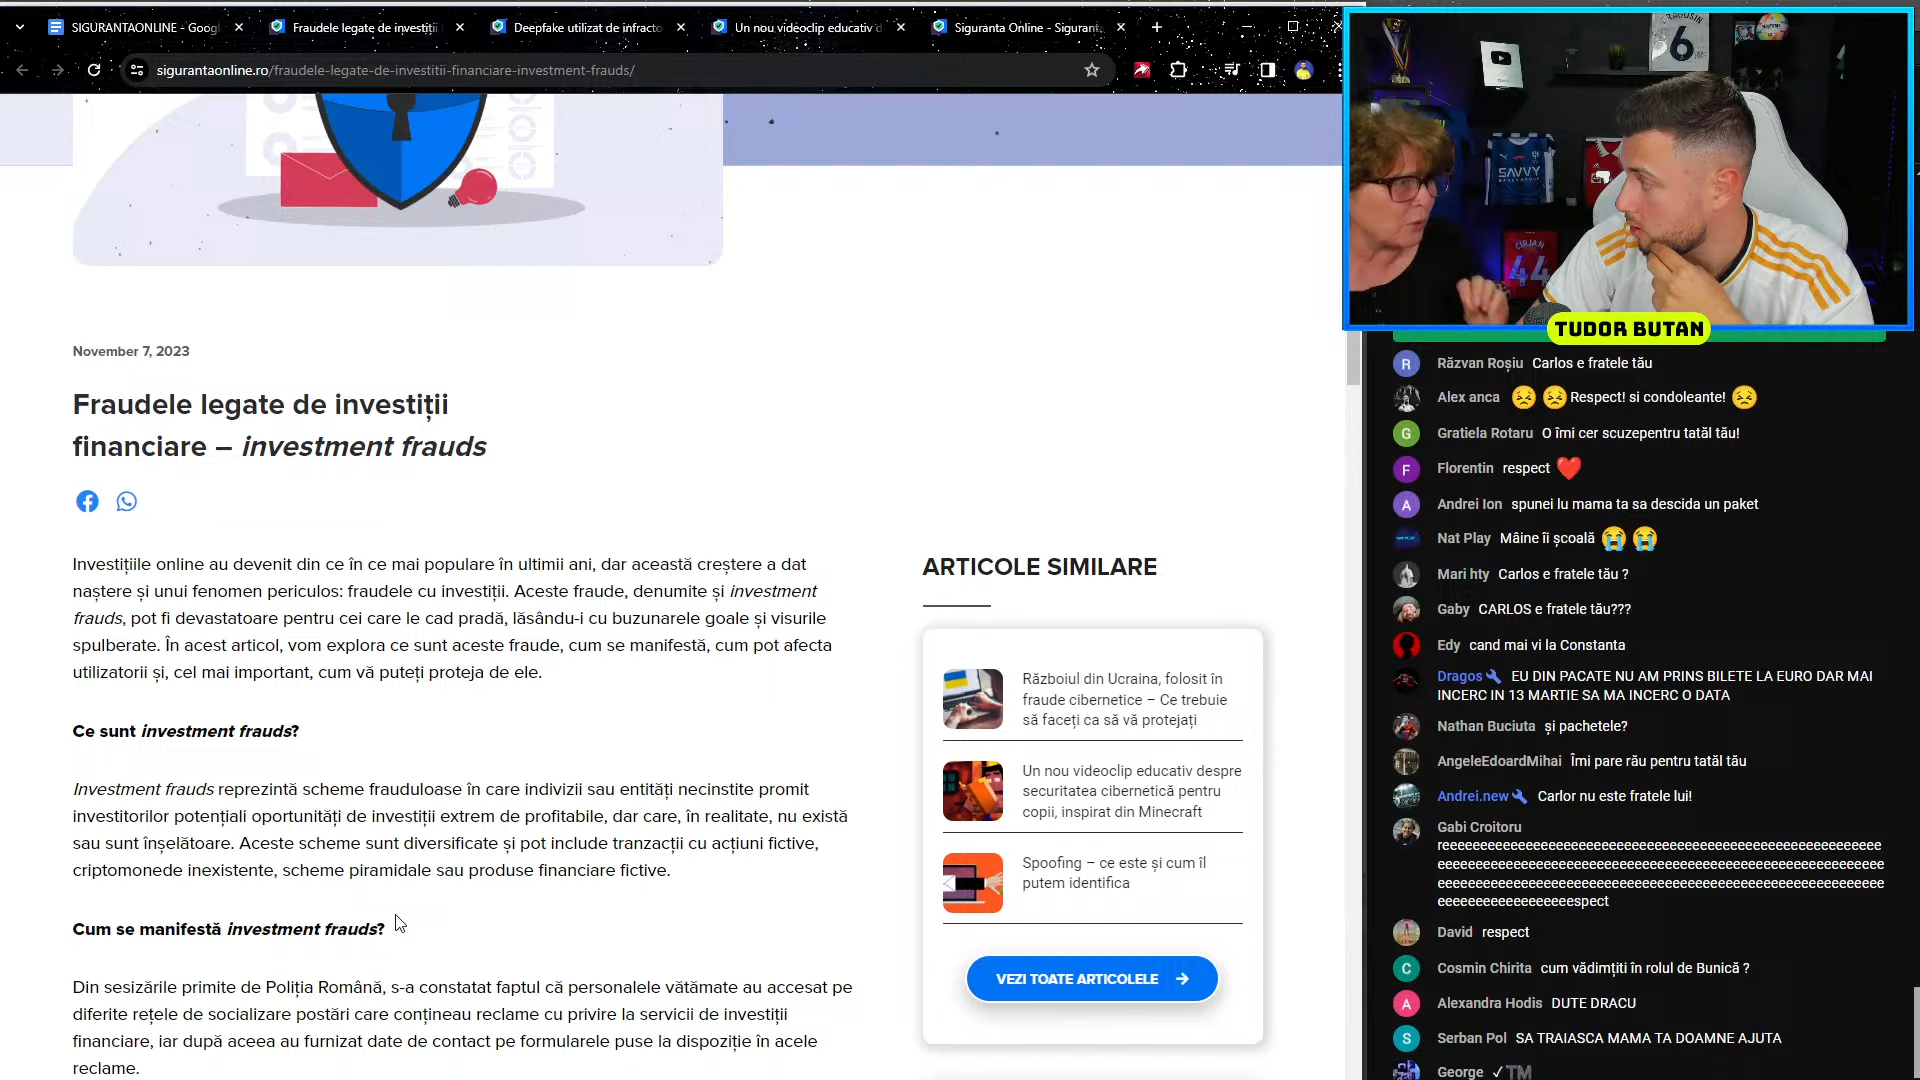 SIGURANTAONLINE - Googl
Fraudele legate de investiții
Deepfake utilizat de infracto
Un nou videoclip educativ d
Siguranta Online - Sigurant
sigurantaonline.ro/fraudele-legate-de-investitii-financiare-investment-frauds/
6
SAVVY
CIRJAN
44
TUDOR BUTAN
November 7, 2023
Fraudele legate de investiții
financiare – investment frauds
Investițiile online au devenit din ce în ce mai populare în ultimii ani, dar această creștere a dat
naștere și unui fenomen periculos: fraudele cu investiții. Aceste fraude, denumite și investment
frauds, pot fi devastatoare pentru cei care le cad pradă, lăsându-i cu buzunarele goale și visurile
spulberate. În acest articol, vom explora ce sunt aceste fraude, cum se manifestă, cum pot afecta
utilizatorii și, cel mai important, cum vă puteți proteja de ele.
Ce sunt investment frauds?
Investment frauds reprezintă scheme frauduloase în care indivizii sau entități necinstite promit
investitorilor potențiali oportunități de investiții extrem de profitabile, dar care, în realitate, nu există
sau sunt înșelătoare. Aceste scheme sunt diversificate și pot include tranzacții cu acțiuni fictive,
criptomonede inexistente, scheme piramidale sau produse financiare fictive.
Cum se manifestă investment frauds?
Din sesizările primite de Poliția Română, s-a constatat faptul că personalele vătămate au accesat pe
diferite rețele de socializare postări care conțineau reclame cu privire la servicii de investiții
financiare, iar după aceea au furnizat date de contact pe formularele puse la dispoziție în acele
reclame.
ARTICOLE SIMILARE
Războiul din Ucraina, folosit în
fraude cibernetice – Ce trebuie
să faceți ca să vă protejați
Un nou videoclip educativ despre
securitatea cibernetică pentru
copii, inspirat din Minecraft
Spoofing – ce este și cum îl
putem identifica
VEZI TOATE ARTICOLELE
R Răzvan Roșiu Carlos e fratele tău
Alex anca 😣 😣 Respect! si condoleante! 😣
G Gratiela Rotaru O îmi cer scuzepentru tatăl tău!
F Florentin respect ❤️
A Andrei Ion spunei lu mama ta sa descida un paket
Nat Play Mâine îi școală 😭 😭
Mari hty Carlos e fratele tău ?
Gaby CARLOS e fratele tău???
Edy cand mai vi la Constanta
Dragos EU DIN PACATE NU AM PRINS BILETE LA EURO DAR MAI
INCERC IN 13 MARTIE SA MA INCERC O DATA
Nathan Buciuta și pachetele?
AngeleEdoardMihai Îmi pare rău pentru tatăl tău
Andrei.new Carlor nu este fratele lui!
Gabi Croitoru
reeeeeeeeeeeeeeeeeeeeeeeeeeeeeeeeeeeeeeeeeeeeeeeeeee
eeeeeeeeeeeeeeeeeeeeeeeeeeeeeeeeeeeeeeeeeeeeeeeeeeee
eeeeeeeeeeeeeeeeeeeeeeeeeeeeeeeeeeeeeeeeeeeeeeeeeeee
eeeeeeeeeeeeeeeespect
David respect
C Cosmin Chirita cum vădimțiti în rolul de Bunică ?
A Alexandra Hodis DUTE DRACU
S Serban Pol SA TRAIASCA MAMA TA DOAMNE AJUTA
George ✓™️